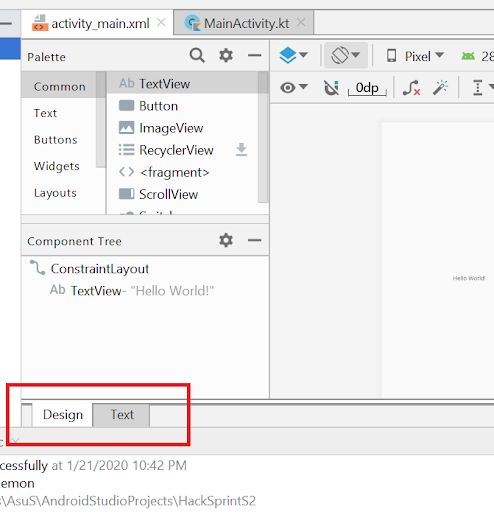 activity_main.xml MainActivity.kt
Palette Pixel 28
Common Ab TextView 0dp
Button
Text ImageView
Buttons RecyclerView
Widgets <fragment>
Layouts ScrollView
Component Tree
ConstraintLayout
Ab TextView- "Hello World!"
Hello World!
Design Text
cessfully at 1/21/2020 10:42 PM
emon
s\AsuS\AndroidStudioProjects\HackSprintS2